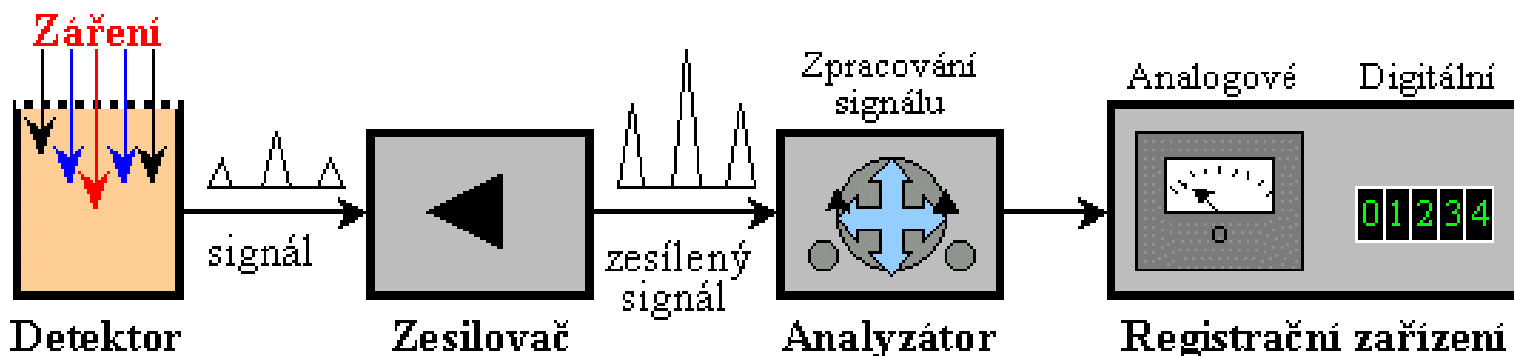 Záření
Detektor
signál
Zesilovač
zesílený
signál
Zpracování
signálu
Analyzátor
Analogové
Digitální
01234
Registrační zařízení